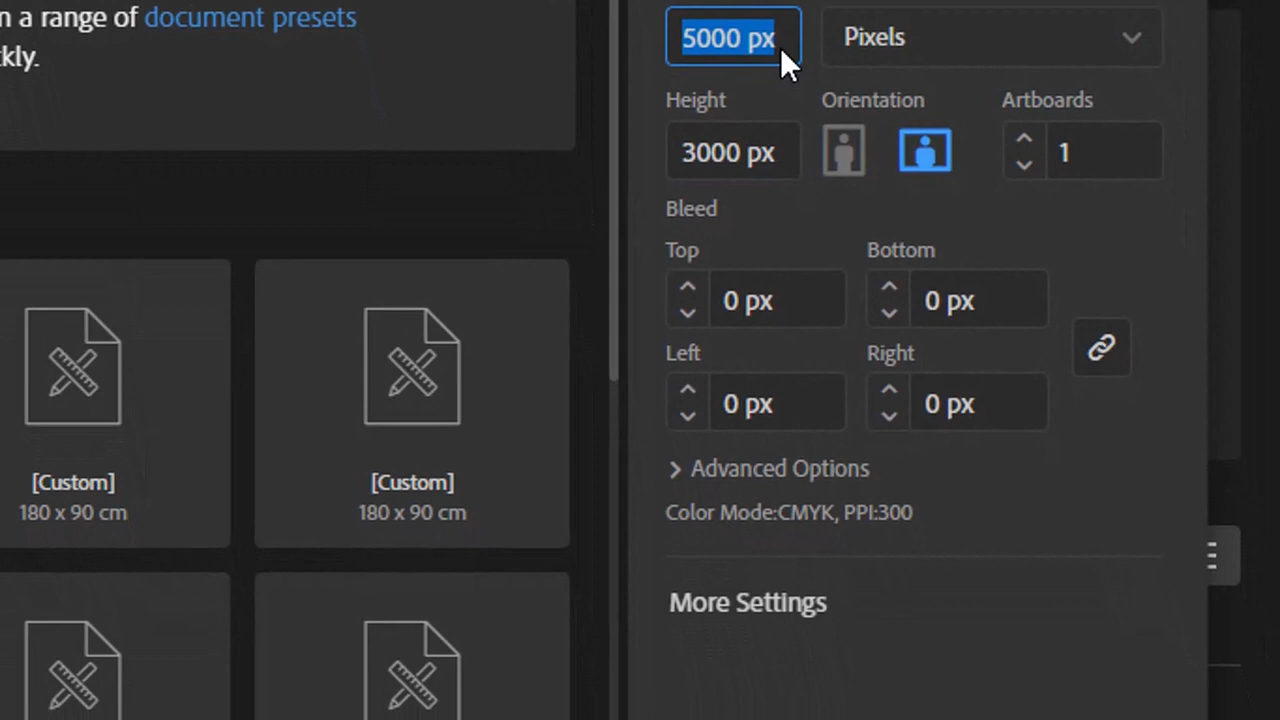 n a range of document presets
kly.
5000 px
Pixels
Height
Orientation
Artboards
3000 px
1
Bleed
Top
Bottom
0 px
0 px
Left
Right
0 px
0 px
Advanced Options
Color Mode:CMYK, PPI:300
More Settings
[Custom]
180 x 90 cm
[Custom]
180 x 90 cm